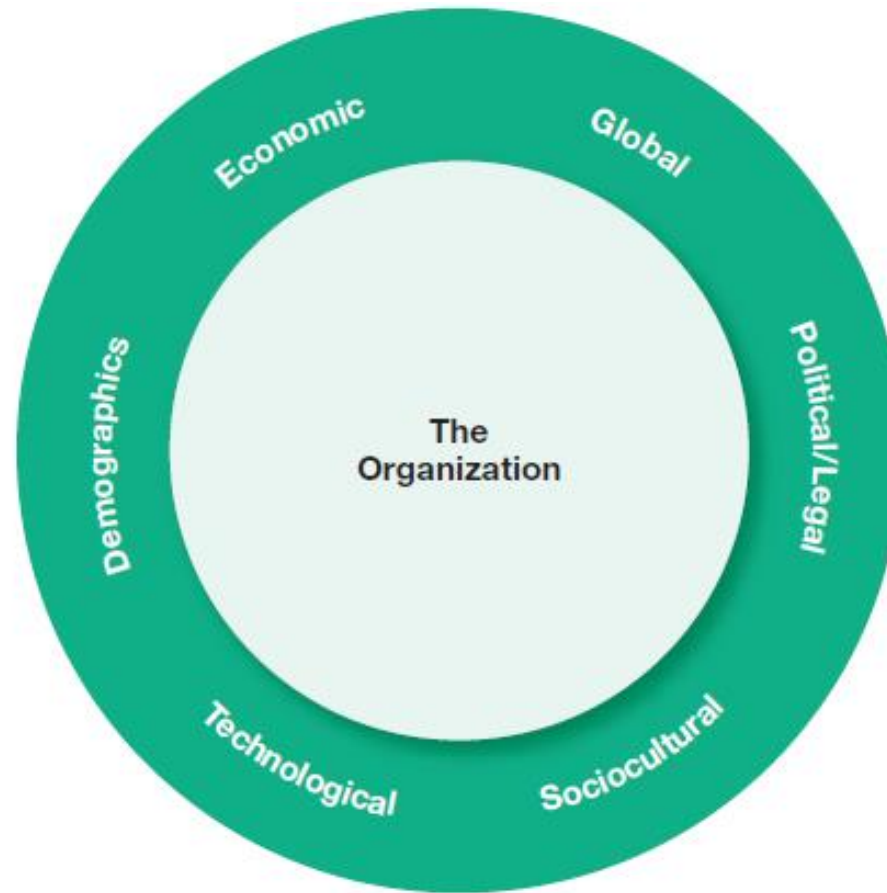 Economic
Global
Demographics
Political/Legal
The
Organization
Technological
Sociocultural